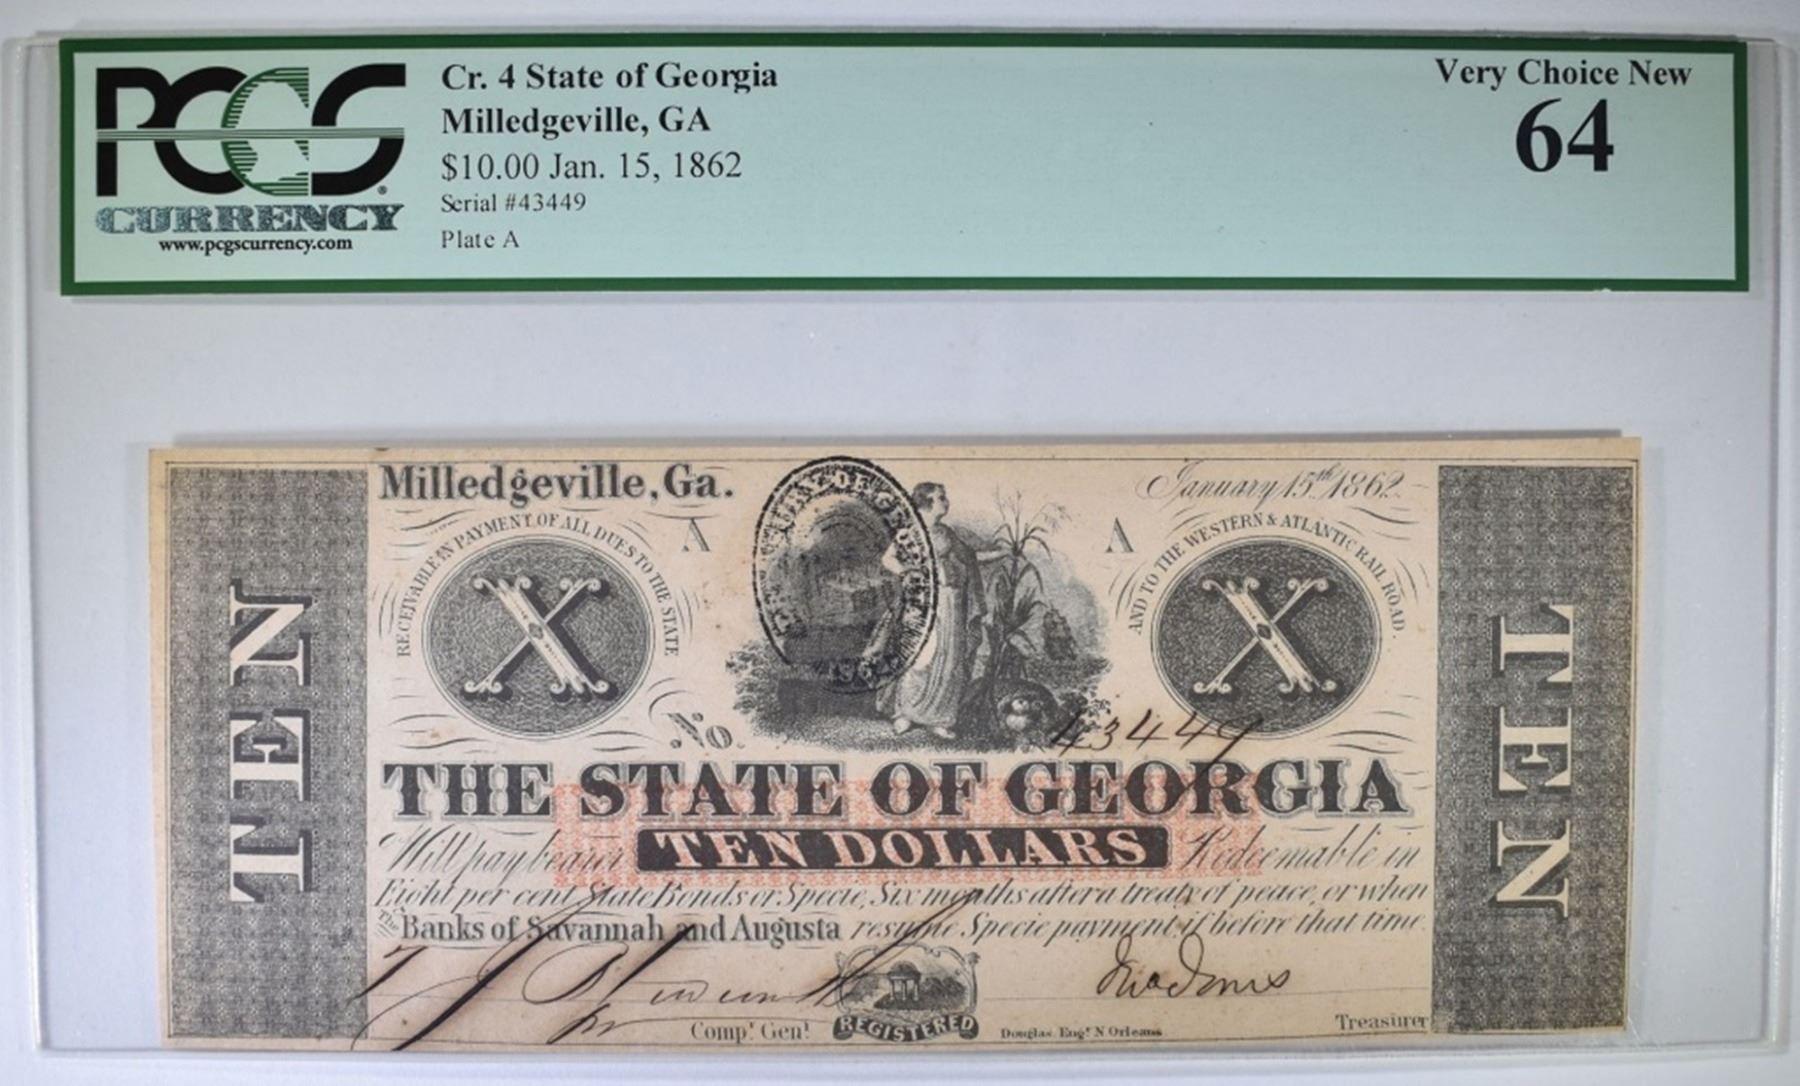 PCGS
CURRENCY
www.pcgscurrency.com
Cr. 4 State of Georgia
Milledgeville, GA
$10.00 Jan. 15, 1862
Serial #43449
Plate A
Very Choice New
64
Milledgeville, Ga.
January 15th 1862
RECEIVABLE IN PAYMENT OF ALL DUES TO THE STATE
A
A
AND TO THE WESTERN & ATLANTIC RAIL ROAD.
X
X
TEN
TEN
No. 43449
THE STATE OF GEORGIA
Will pay bearer TEN DOLLARS Redeemable in
Eight per cent State Bonds or Specie, Six months after a treaty of peace, or when
The Banks of Savannah and Augusta resume Specie payment if before that time.
Compt. Genl.
REGISTERED
Douglas. Engr. N Orleans
Treasurer